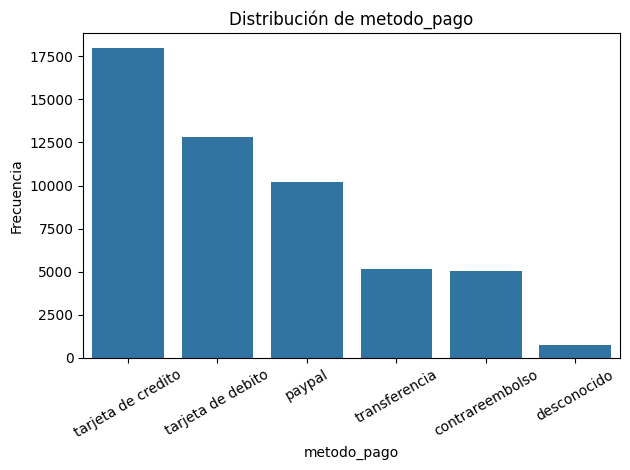 Distribución de metodo_pago
Frecuencia
17500
15000
12500
10000
7500
5000
2500
0
tarjeta de credito
tarjeta de debito
paypal
transferencia
contrareembolso
desconocido
metodo_pago